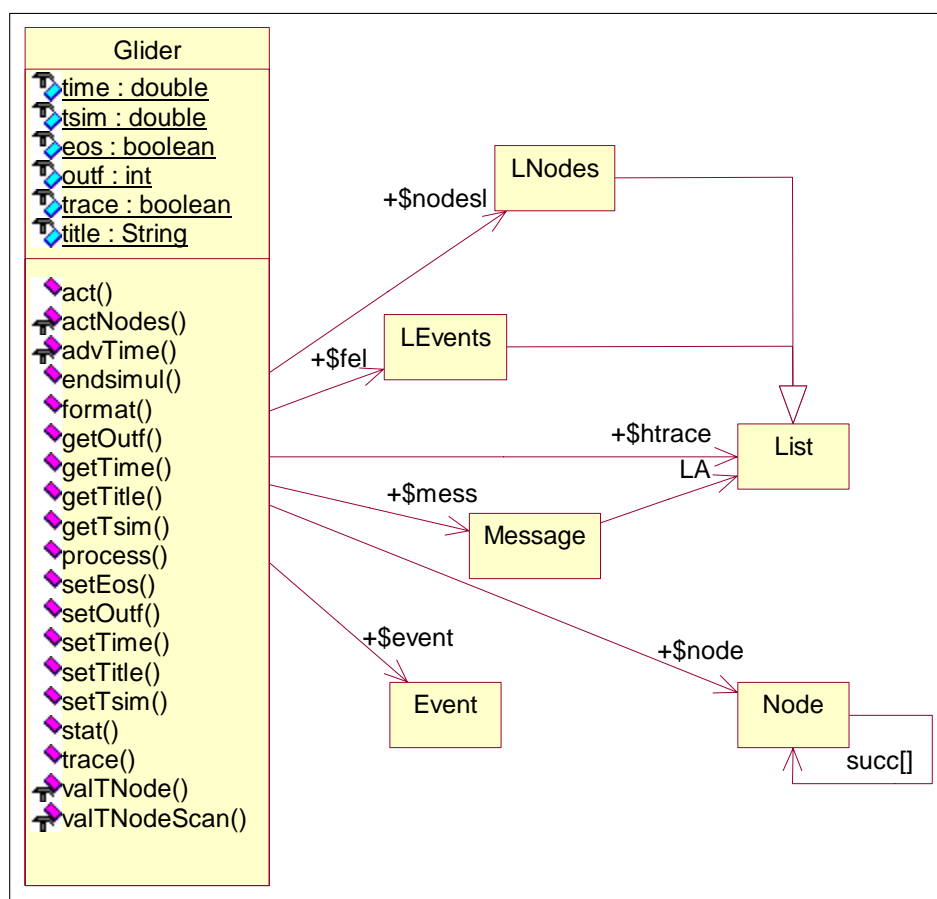 Glider
time : double
tsim : double
eos : boolean
outf : int
trace : boolean
title : String
act()
actNodes()
advTime()
endsimul()
format()
getOutf()
getTime()
getTitle()
getTsim()
process()
setEos()
setOutf()
setTime()
setTitle()
setTsim()
stat()
trace()
valTNode()
valTNodeScan()
LNodes
+$nodesl
LEvents
+$fel
+$htrace
List
LA
+$mess
Message
+$event
+$node
Event
Node
succ[]